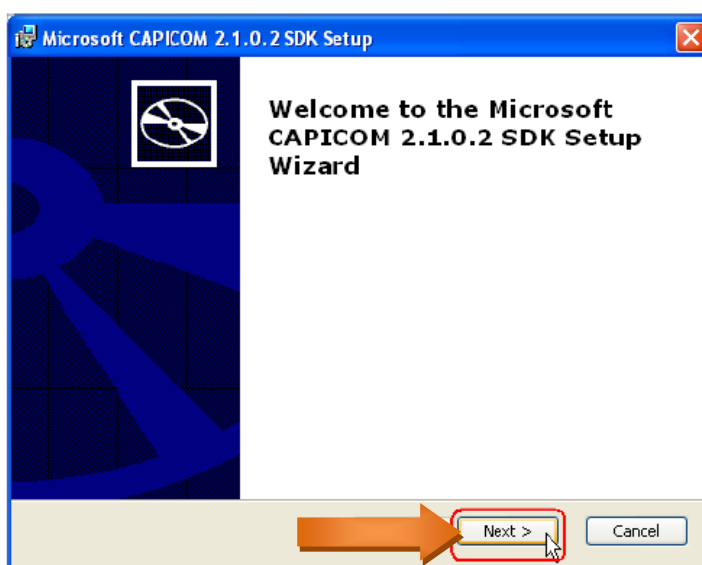 Microsoft CAPICOM 2.1.0.2 SDK Setup
Welcome to the Microsoft
CAPICOM 2.1.0.2 SDK Setup
Wizard
Next >
Cancel